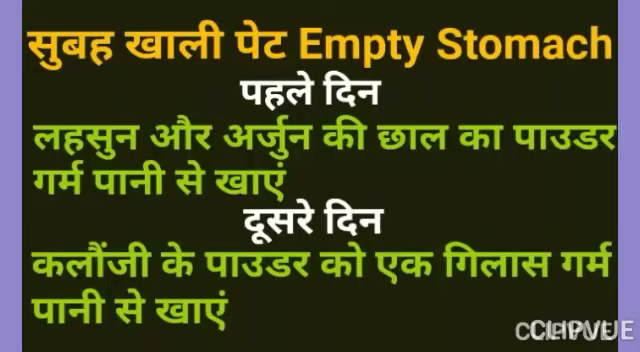 सुबह खाली पेट Empty Stomach
पहले दिन
लहसुन और अर्जुन की छाल का पाउडर
गर्म पानी से खाएं
दूसरे दिन
कलौंजी के पाउडर को एक गिलास गर्म
पानी से खाएं
CLIPVUE